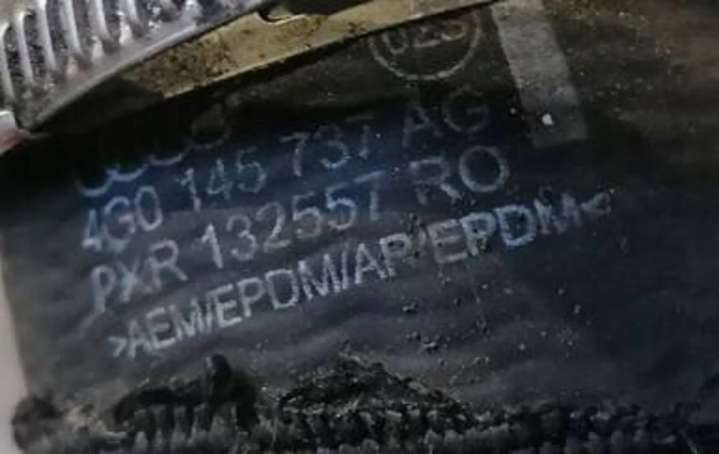 4G0 145 737 AG
PXR 132557 RO
>AEM/EPDM/AP/EPDM<